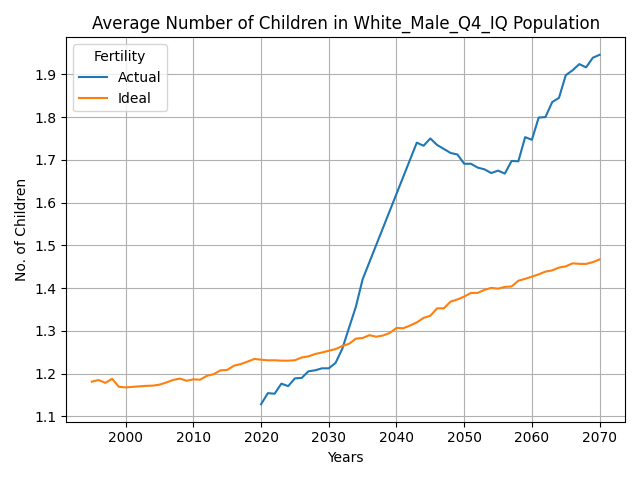 Average Number of Children in White_Male_Q4_IQ Population
Fertility
Actual
Ideal
No. of Children
1.9
1.8
1.7
1.6
1.5
1.4
1.3
1.2
1.1
2000 2010 2020 2030 2040 2050 2060 2070
Years